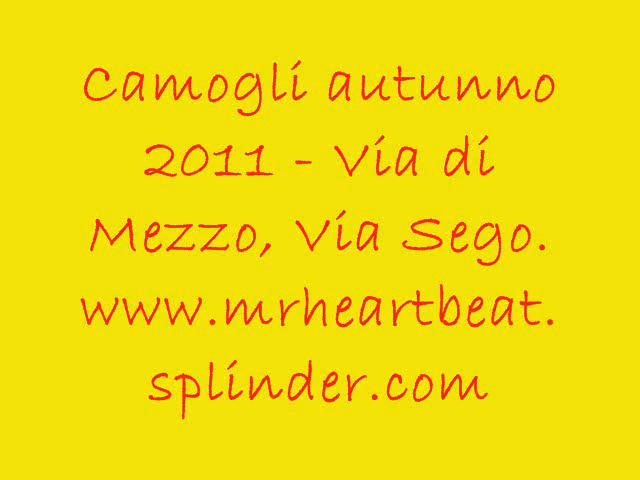 Camogli autunno
2011 - Via di
Mezzo, Via Sego.
www.mrheartbeat.
splinder.com